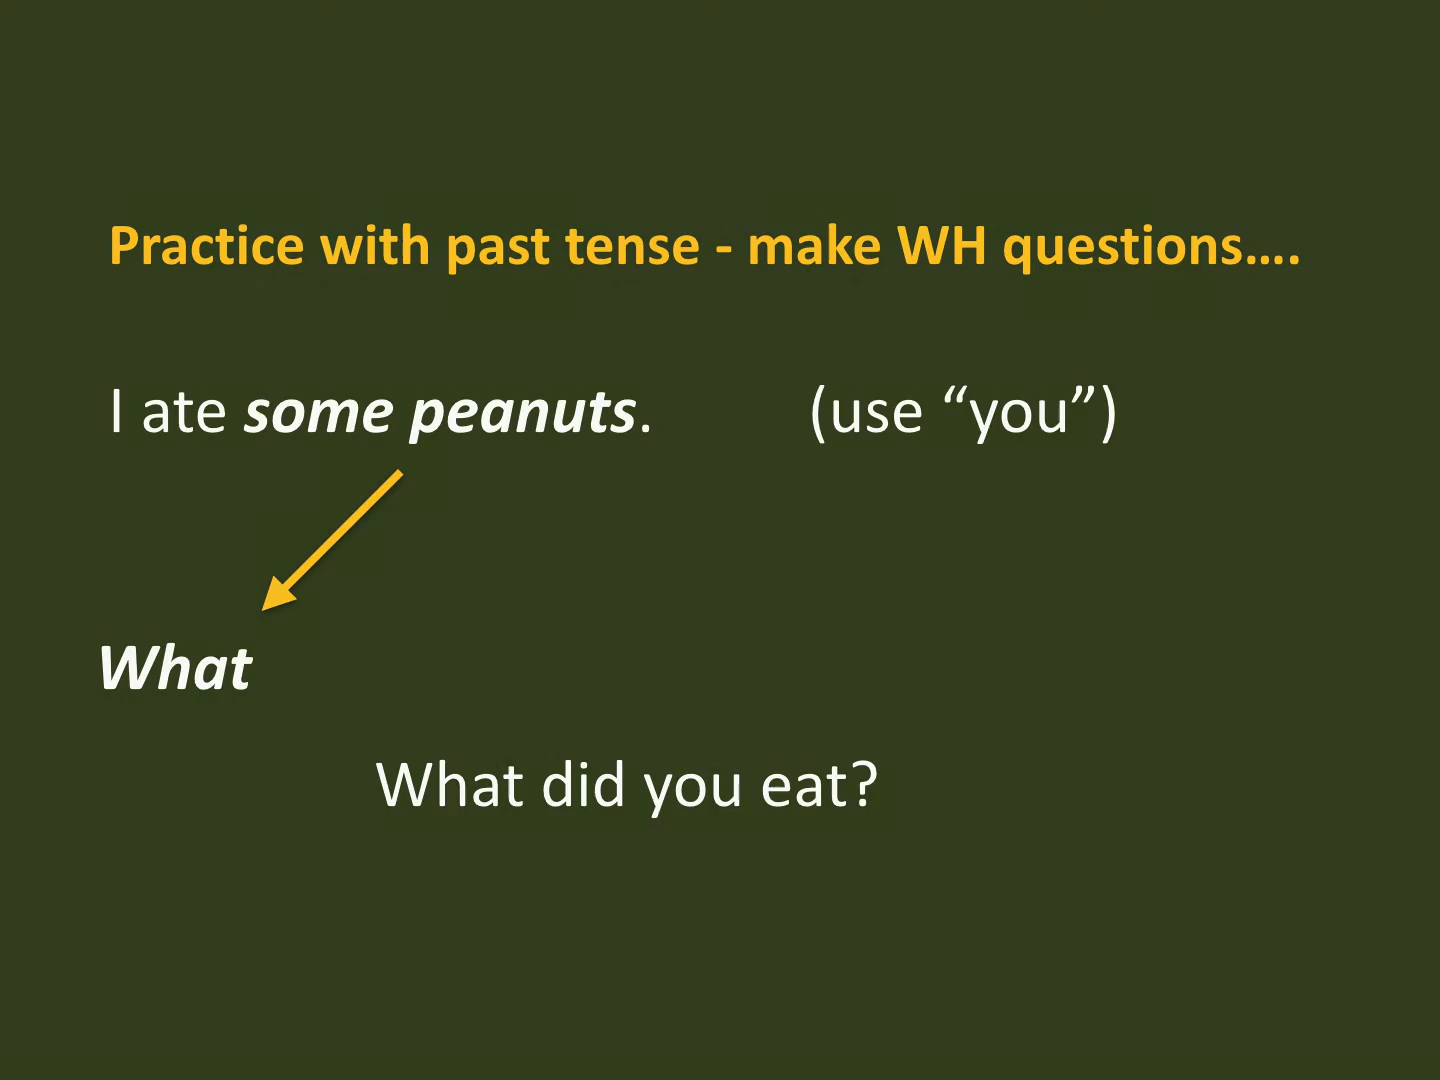 Practice with past tense - make WH questions….
I ate some peanuts. (use “you”)
What
What did you eat?